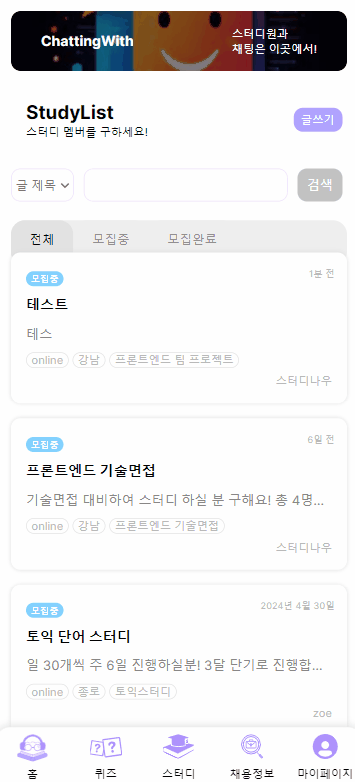 ChattingWith
스터디원과
채팅은 이곳에서!
StudyList
스터디 멤버를 구하세요!
글쓰기
글 제목
검색
전체 모집중 모집완료
모집중 1분 전
테스트
테스
online 강남 프론트엔드 팀 프로젝트
스터디나우
모집중 6일 전
프론트엔드 기술면접
기술면접 대비하여 스터디 하실 분 구해요! 총 4명...
online 강남 프론트엔드 기술면접
스터디나우
모집중 2024년 4월 30일
토익 단어 스터디
일 30개씩 주 6일 진행하실분! 3달 단기로 진행합...
online 종로 토익스터디
zoe
홈 퀴즈 스터디 채용정보 마이페이지